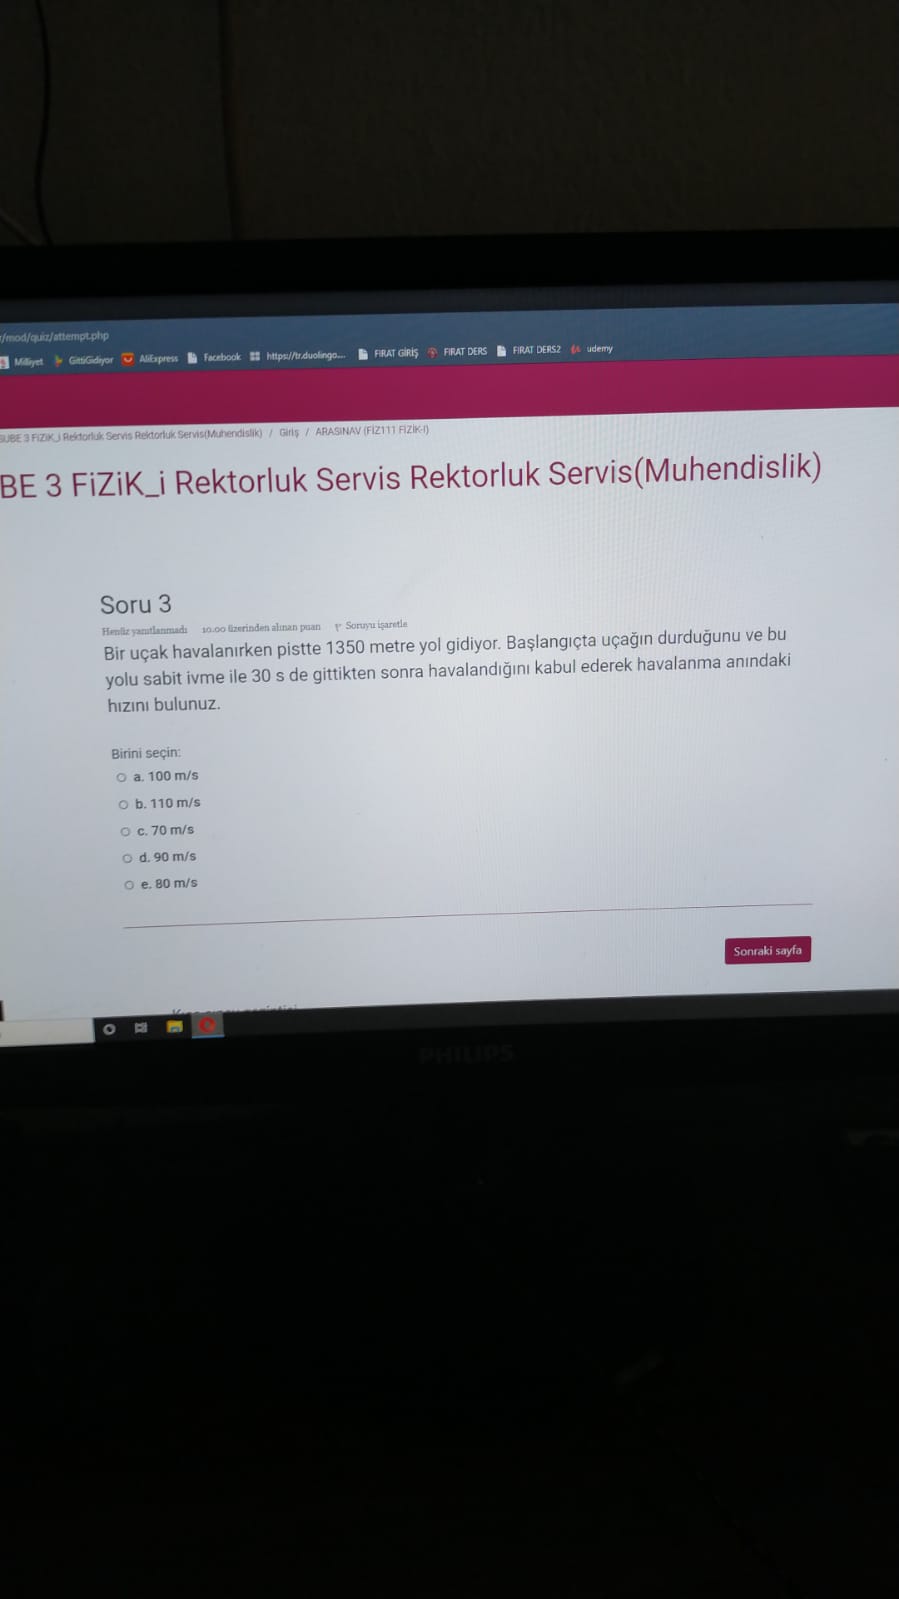 /mod/quiz/attempt.php
Milliyet GittiGidiyor AliExpress Facebook https://tr.duolingo.... FIRAT GİRİŞ FIRAT DERS FIRAT DERS2 udemy
ŞUBE 3 FiZiK_i Rektorluk Servis Rektorluk Servis(Muhendislik) / Giriş / ARASINAV (FİZ111 FİZİK-I)
BE 3 FiZiK_i Rektorluk Servis Rektorluk Servis(Muhendislik)
Soru 3
Henüz yanıtlanmadı 10.00 üzerinden alınan puan Soruyu işaretle
Bir uçak havalanırken pistte 1350 metre yol gidiyor. Başlangıçta uçağın durduğunu ve bu
yolu sabit ivme ile 30 s de gittikten sonra havalandığını kabul ederek havalanma anındaki
hızını bulunuz.
Birini seçin:
a. 100 m/s
b. 110 m/s
c. 70 m/s
d. 90 m/s
e. 80 m/s
Sonraki sayfa
PHILIPS